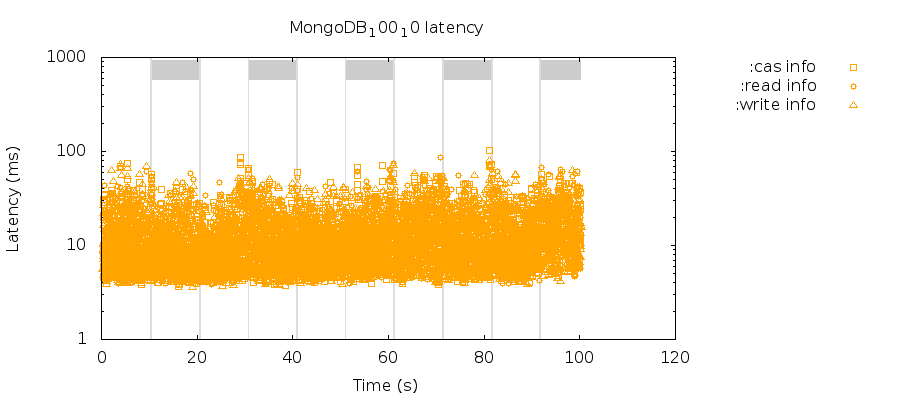 MongoDB₁00₁0 latency
1000
100
10
1
0 20 40 60 80 100 120
Latency (ms)
Time (s)
:cas info
:read info
:write info